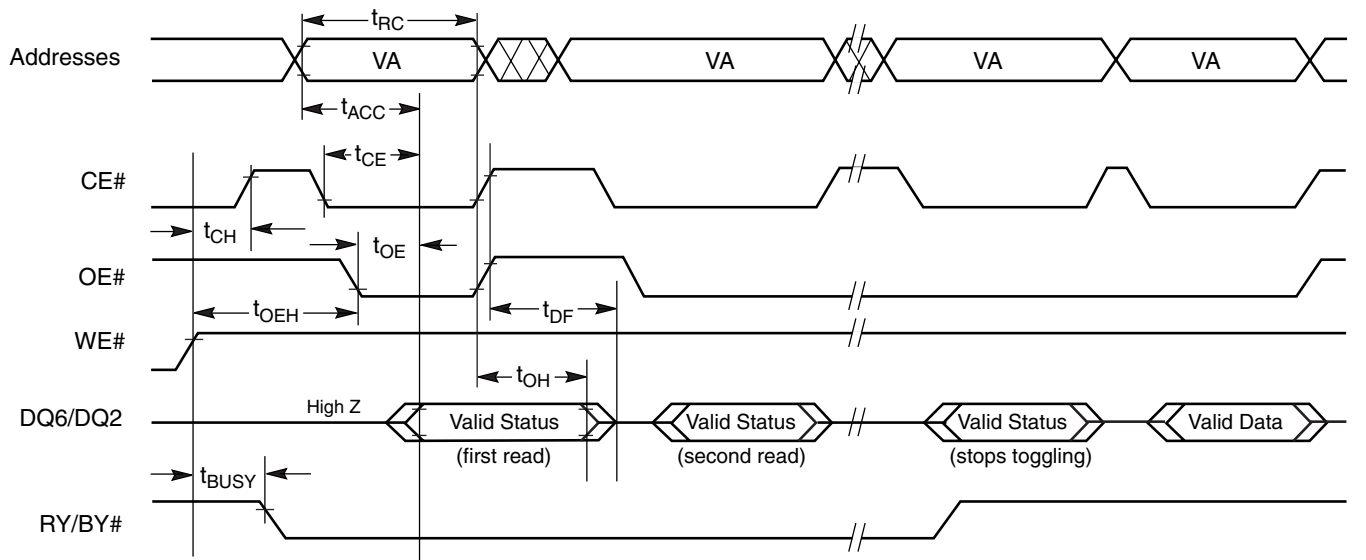 tRC
Addresses VA VA VA VA
tACC
tCE
CE#
tCH
tOE
OE#
tOEH
tDF
WE#
tOH
High Z
DQ6/DQ2 Valid Status Valid Status Valid Status Valid Data
(first read) (second read) (stops toggling)
tBUSY
RY/BY#